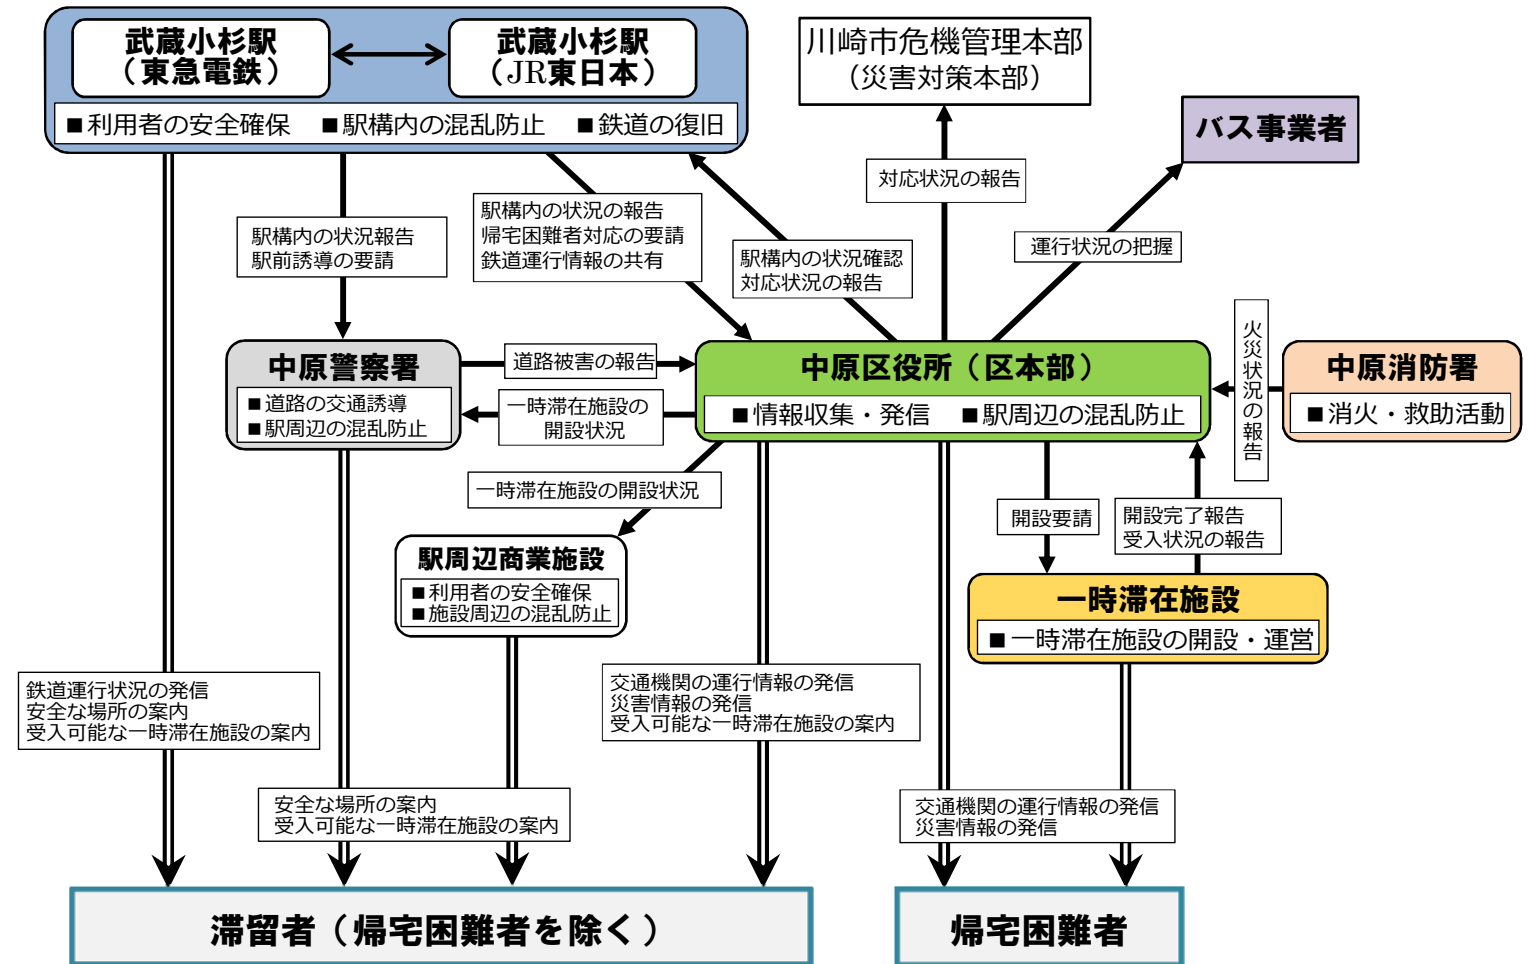 武蔵小杉駅
（東急電鉄）
武蔵小杉駅
（JR東日本）
■利用者の安全確保　■駅構内の混乱防止　■鉄道の復旧
川崎市危機管理本部
（災害対策本部）
バス事業者
対応状況の報告
運行状況の把握
駅構内の状況報告
駅前誘導の要請
駅構内の状況の報告
帰宅困難者対応の要請
鉄道運行情報の共有
駅構内の状況確認
対応状況の報告
中原警察署
■道路の交通誘導
■駅周辺の混乱防止
道路被害の報告
一時滞在施設の
開設状況
中原区役所（区本部）
■情報収集・発信　■駅周辺の混乱防止
火災状況の報告
中原消防署
■消火・救助活動
一時滞在施設の開設状況
開設要請
開設完了報告
受入状況の報告
駅周辺商業施設
■利用者の安全確保
■施設周辺の混乱防止
一時滞在施設
■一時滞在施設の開設・運営
鉄道運行状況の発信
安全な場所の案内
受入可能な一時滞在施設の案内
交通機関の運行情報の発信
災害情報の発信
受入可能な一時滞在施設の案内
安全な場所の案内
受入可能な一時滞在施設の案内
交通機関の運行情報の発信
災害情報の発信
滞留者（帰宅困難者を除く）
帰宅困難者